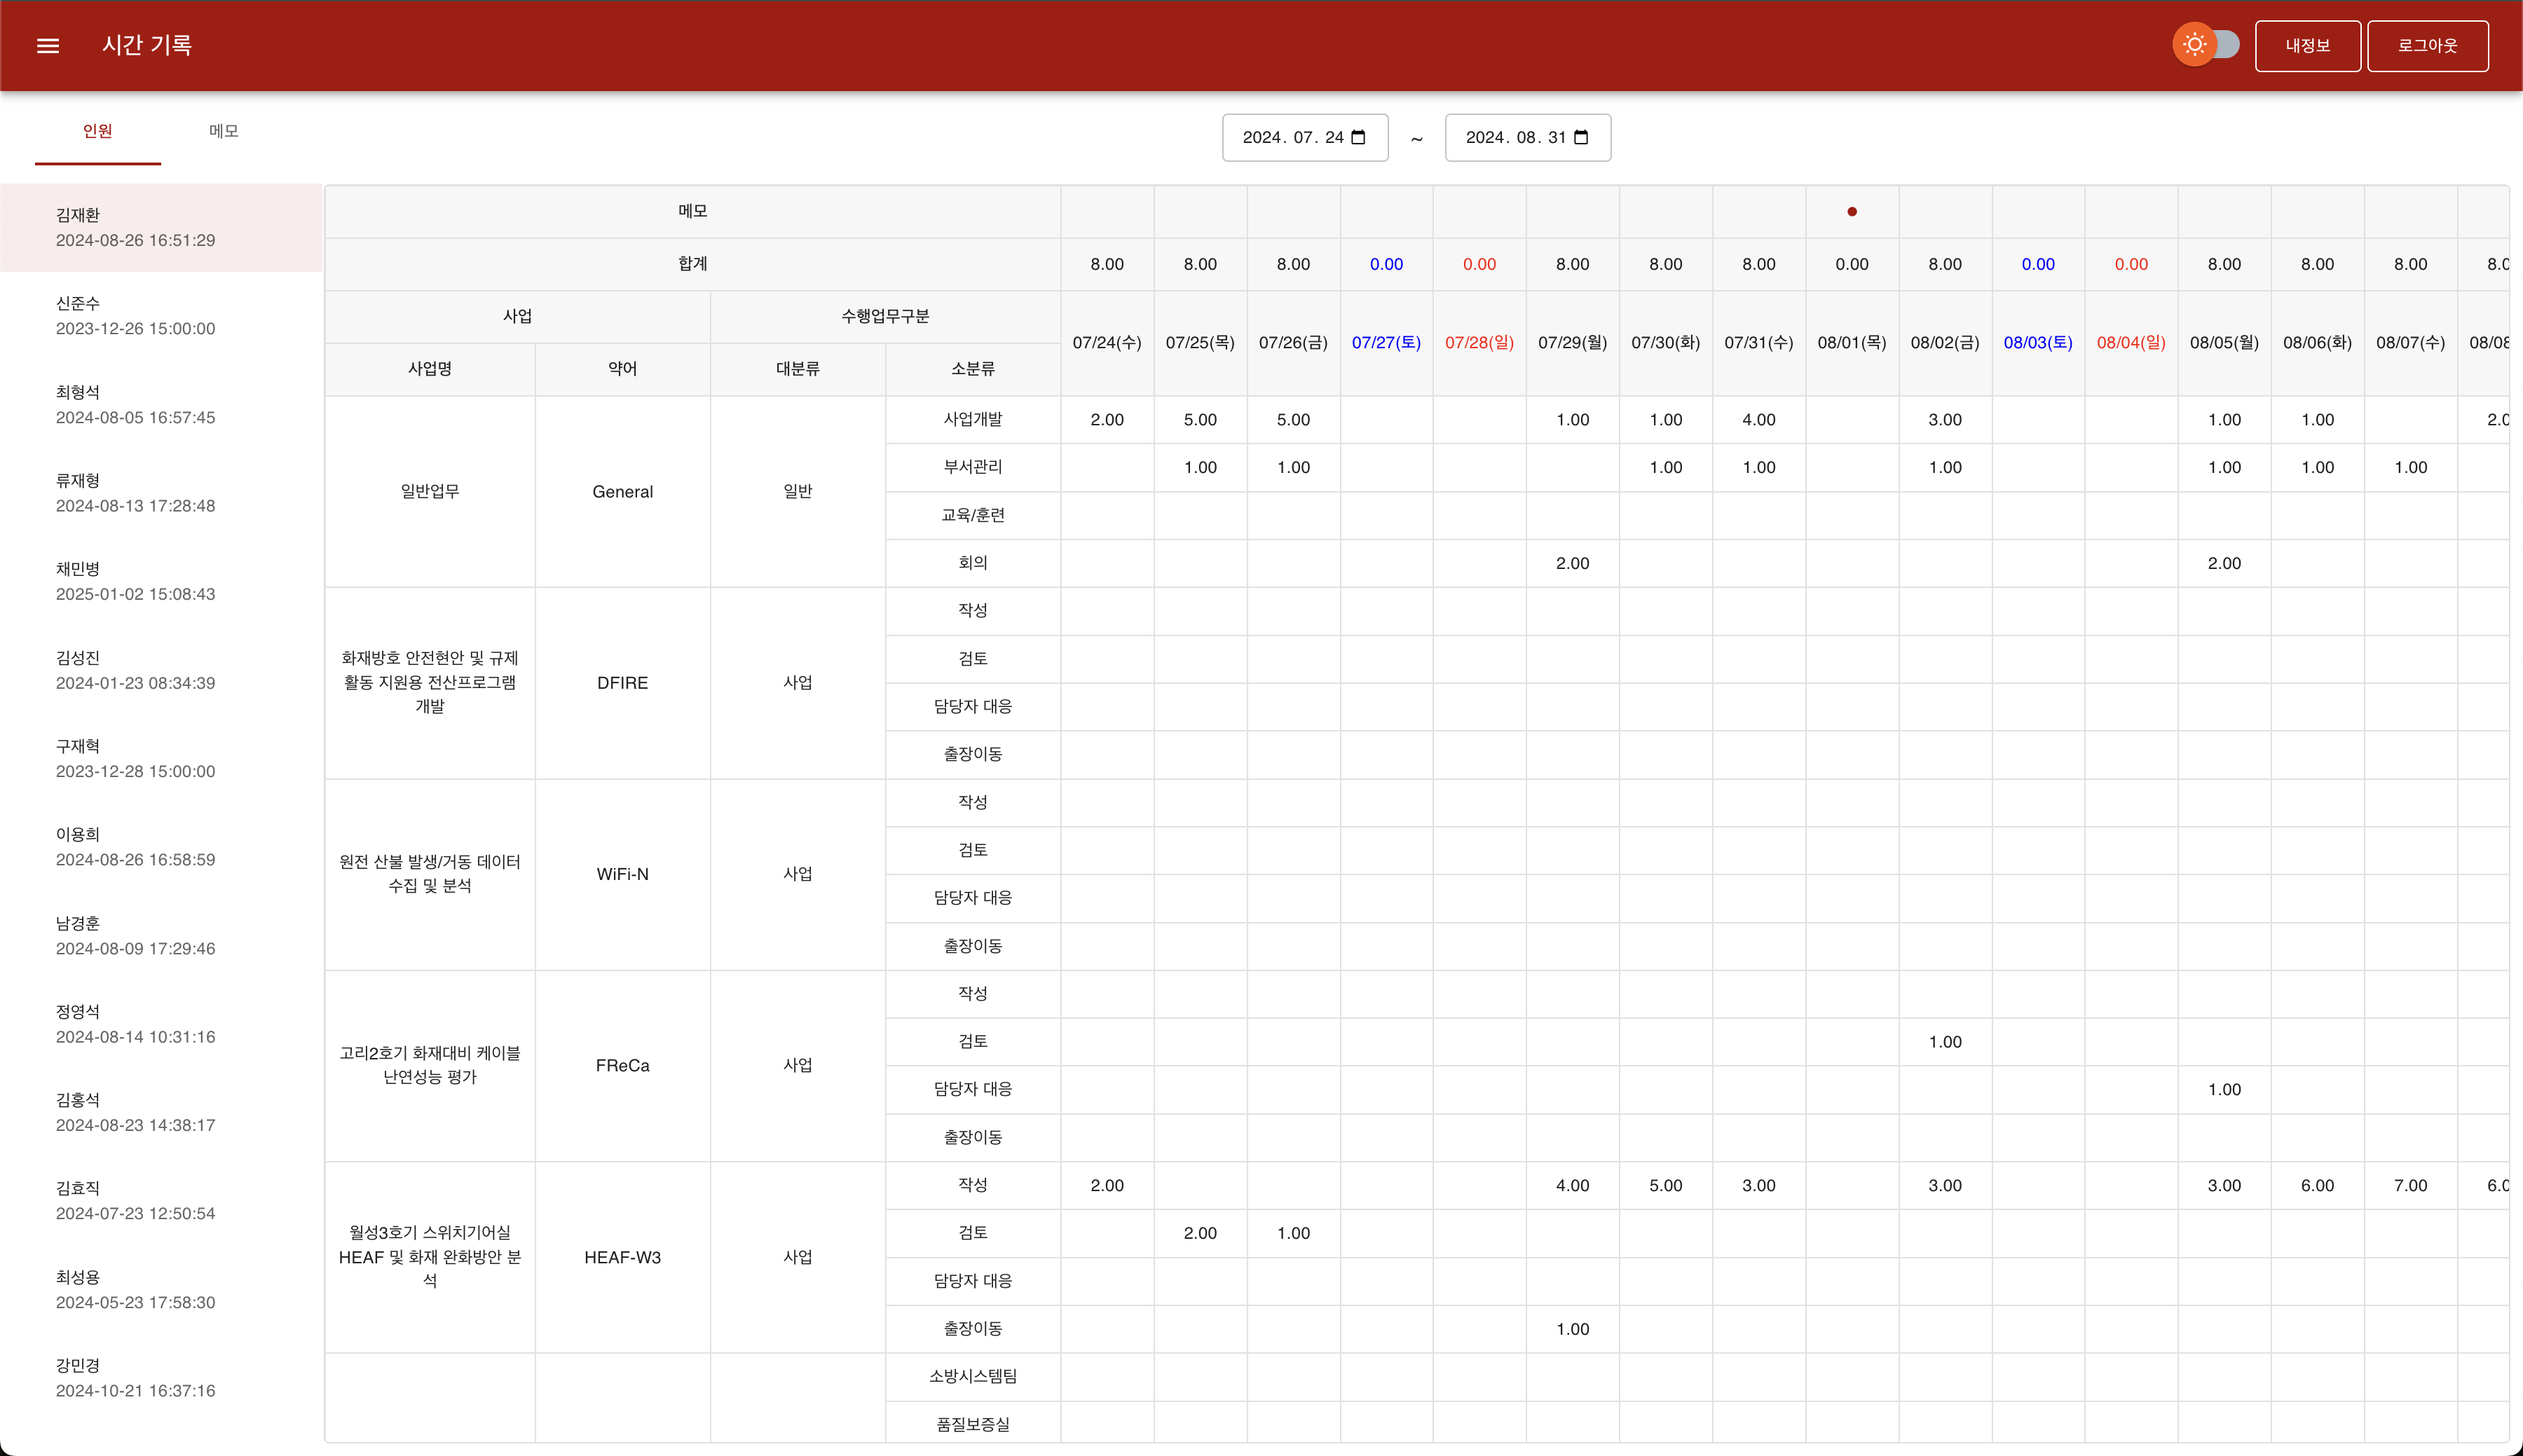 시간 기록
내정보
로그아웃
인원
메모
2024. 07. 24
~
2024. 08. 31
김재환
2024-08-26 16:51:29
신준수
2023-12-26 15:00:00
최형석
2024-08-05 16:57:45
류재형
2024-08-13 17:28:48
채민병
2025-01-02 15:08:43
김성진
2024-01-23 08:34:39
구재혁
2023-12-28 15:00:00
이용희
2024-08-26 16:58:59
남경훈
2024-08-09 17:29:46
정영석
2024-08-14 10:31:16
김홍석
2024-08-23 14:38:17
김효직
2024-07-23 12:50:54
최성용
2024-05-23 17:58:30
강민경
2024-10-21 16:37:16
메모
합계 8.00 8.00 8.00 0.00 0.00 8.00 8.00 8.00 0.00 8.00 0.00 0.00 8.00 8.00 8.00 8.0
사업 수행업무구분
07/24(수) 07/25(목) 07/26(금) 07/27(토) 07/28(일) 07/29(월) 07/30(화) 07/31(수) 08/01(목) 08/02(금) 08/03(토) 08/04(일) 08/05(월) 08/06(화) 08/07(수) 08/08
사업명 약어 대분류 소분류
일반업무 General 일반
사업개발 2.00 5.00 5.00 1.00 1.00 4.00 3.00 1.00 1.00 2.0
부서관리 1.00 1.00 1.00 1.00 1.00 1.00 1.00 1.00
교육/훈련
회의 2.00 2.00
화재방호 안전현안 및 규제
활동 지원용 전산프로그램
개발
DFIRE 사업
작성
검토
담당자 대응
출장이동
원전 산불 발생/거동 데이터
수집 및 분석
WiFi-N 사업
작성
검토
담당자 대응
출장이동
고리2호기 화재대비 케이블
난연성능 평가
FReCa 사업
작성
검토 1.00
담당자 대응 1.00
출장이동
월성3호기 스위치기어실
HEAF 및 화재 완화방안 분
석
HEAF-W3 사업
작성 2.00 4.00 5.00 3.00 3.00 3.00 6.00 7.00 6.0
검토 2.00 1.00
담당자 대응
출장이동 1.00
소방시스템팀
품질보증실